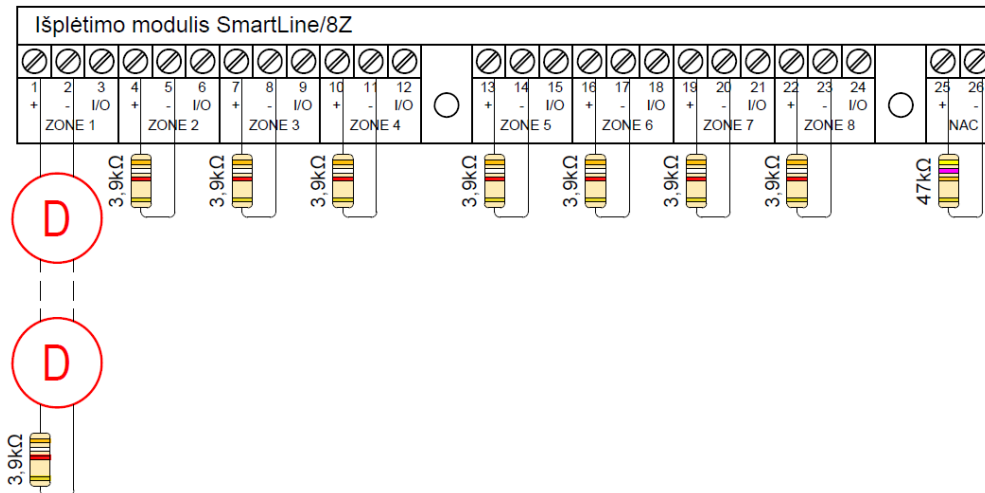 Išplėtimo modulis SmartLine/8Z
1 2 3 4 5 6 7 8 9 10 11 12 13 14 15 16 17 18 19 20 21 22 23 24 25 26
+ - I/O + - I/O + - I/O + - I/O + - I/O + - I/O + - I/O + - I/O + -
ZONE 1 ZONE 2 ZONE 3 ZONE 4 ZONE 5 ZONE 6 ZONE 7 ZONE 8 NAC
3,9kΩ 3,9kΩ 3,9kΩ 3,9kΩ 3,9kΩ 3,9kΩ 3,9kΩ 47kΩ
D
D
3,9kΩ